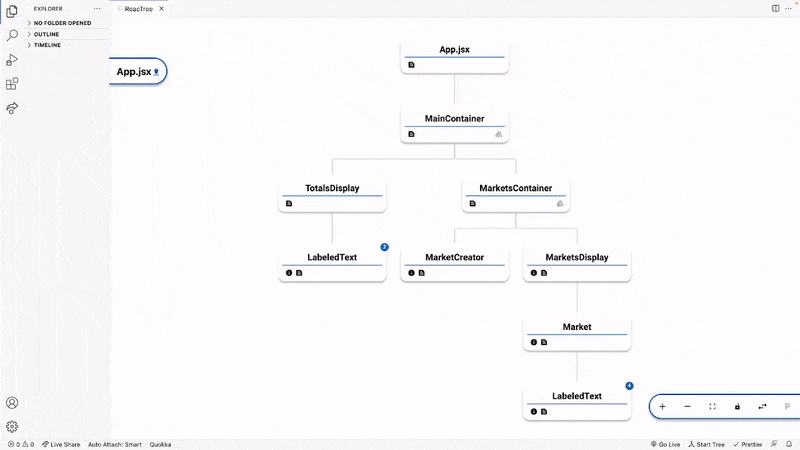 EXPLORER
NO FOLDER OPENED
OUTLINE
TIMELINE
ReacTree
App.jsx
App.jsx
MainContainer
TotalsDisplay
MarketsContainer
2
LabeledText
MarketCreator
MarketsDisplay
Market
4
LabeledText
P
0 0 Live Share Auto Attach: Smart Quokka Go Live Start Tree Prettier